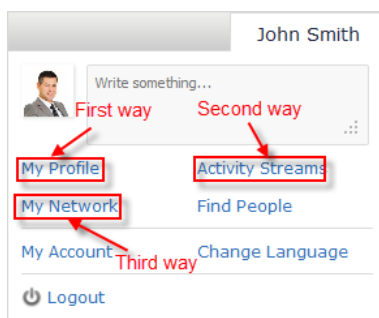 John Smith
Write something...
First way
Second way
My Profile
Activity Streams
My Network
Find People
My Account
Third way
Change Language
Logout